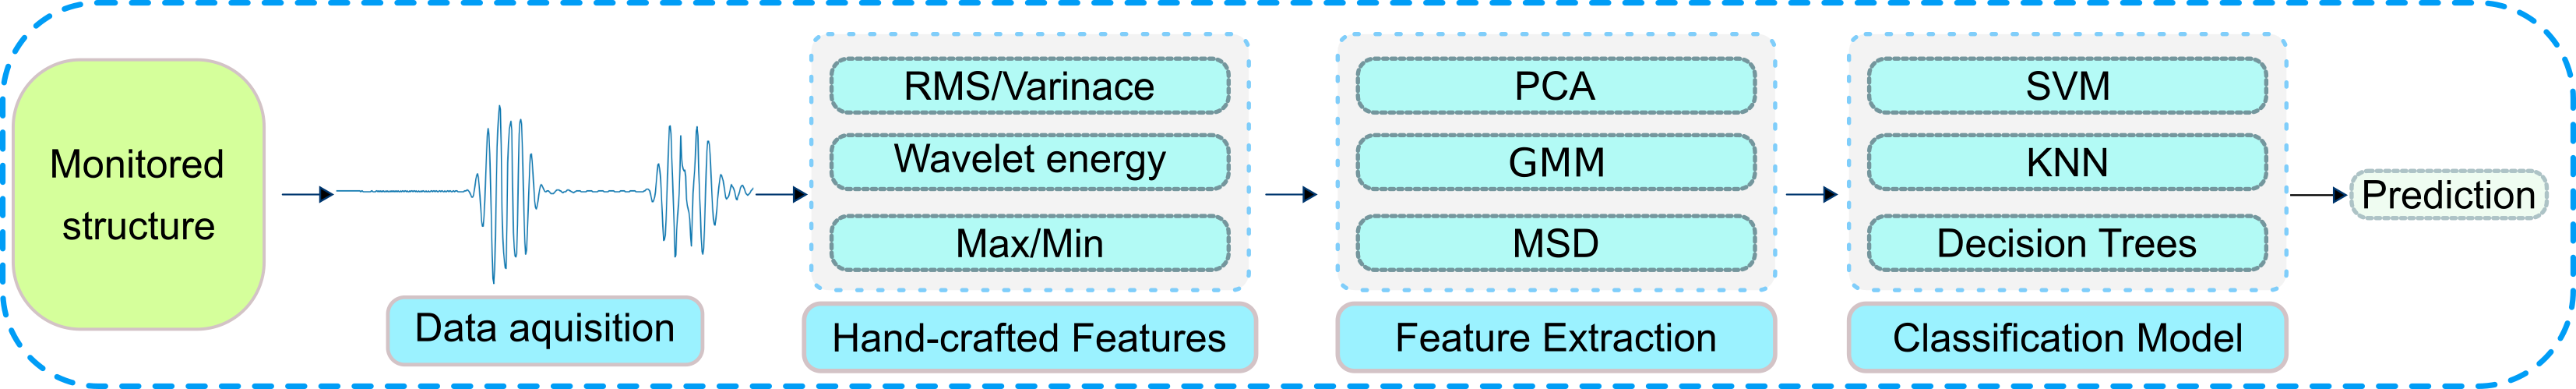 Monitored
structure
Data aquisition
RMS/Varinace
Wavelet energy
Max/Min
Hand-crafted Features
PCA
GMM
MSD
Feature Extraction
SVM
KNN
Decision Trees
Classification Model
Prediction